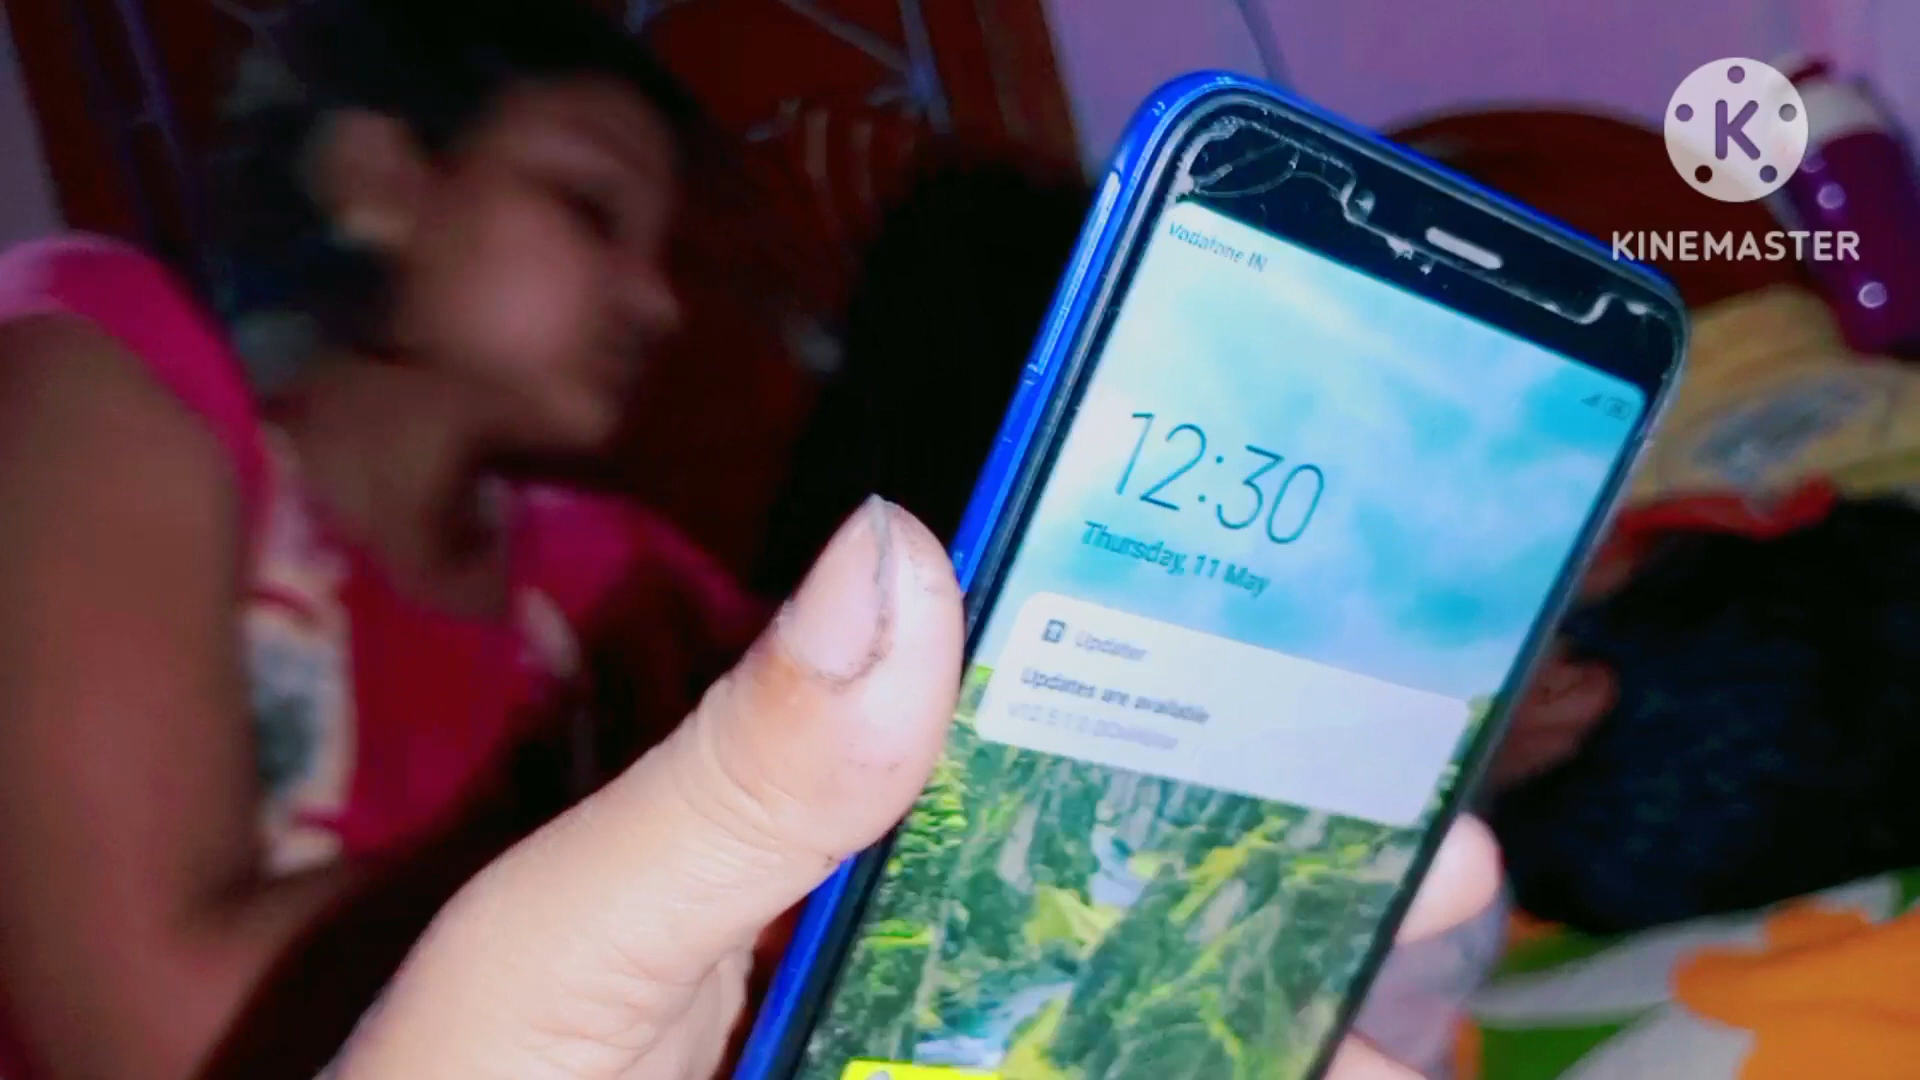 K
KINEMASTER
Vodafone IN
12:30
Thursday, 11 May
Updater
Updates are available